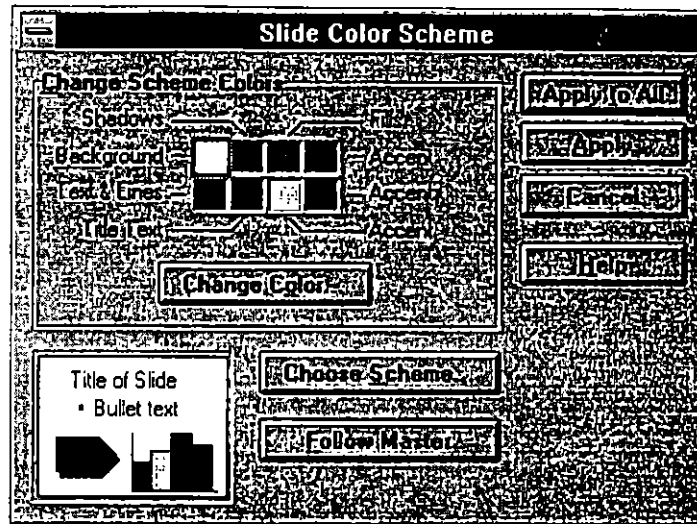 Slide Color Scheme
Change Scheme Colors
Shadows
Fills
Background
Accent
Text & Lines
Accent
Title Text
Accent
Change Color...
Apply to All
Apply
Cancel
Help...
Choose Scheme...
Follow Master
Title of Slide
• Bullet text